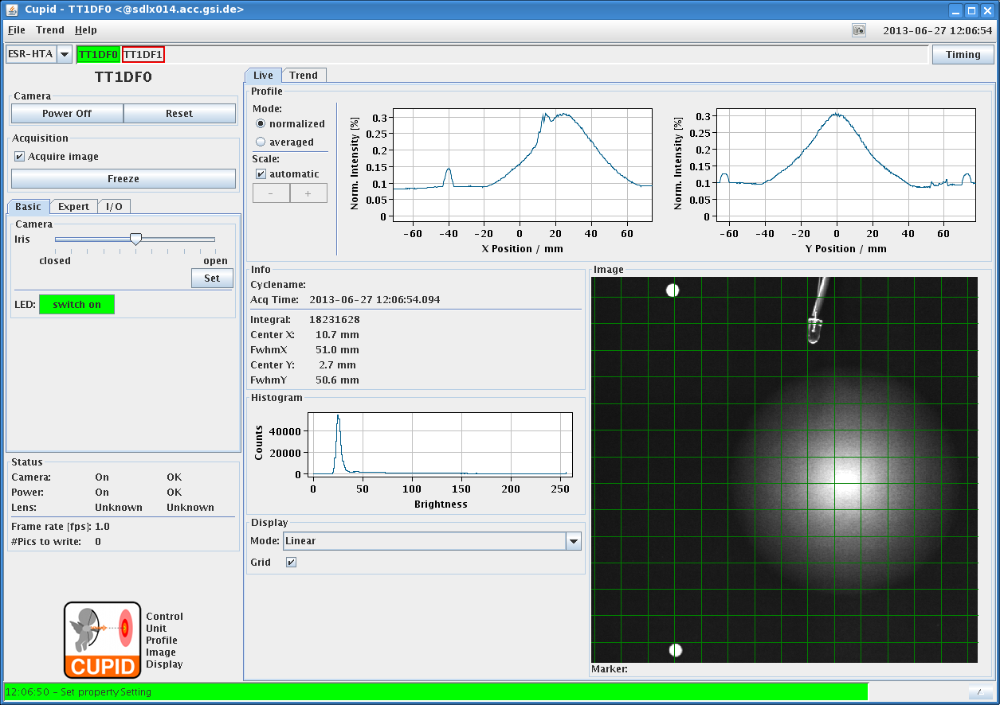 Cupid - TT1DF0 <@sdlx014.acc.gsi.de>
File Trend Help 2013-06-27 12:06:54
ESR-HTA TT1DF0 TT1DF1 Timing
TT1DF0
Camera
Power Off Reset
Acquisition
Acquire image
Freeze
Basic Expert I/O
Camera
Iris
closed open
Set
LED: switch on
Status
Camera: On OK
Power: On OK
Lens: Unknown Unknown
Frame rate [fps]: 1.0
#Pics to write: 0
CUPID
Control
Unit
Profile
Image
Display
Live Trend
Profile
Mode:
normalized
averaged
Scale:
automatic
- +
Norm. Intensity [%]
0.3
0.25
0.2
0.15
0.1
0.05
0
-60 -40 -20 0 20 40 60
X Position / mm
Norm. Intensity [%]
0.3
0.25
0.2
0.15
0.1
0.05
0
-60 -40 -20 0 20 40 60
Y Position / mm
Info
Cyclename:
Acq Time: 2013-06-27 12:06:54.094
Integral: 18231628
Center X: 10.7 mm
FwhmX 51.0 mm
Center Y: 2.7 mm
FwhmY 50.6 mm
Histogram
Counts
40000
20000
0
0 50 100 150 200 250
Brightness
Display
Mode: Linear
Grid
Image
Marker:
12:06:50 - Set property Setting